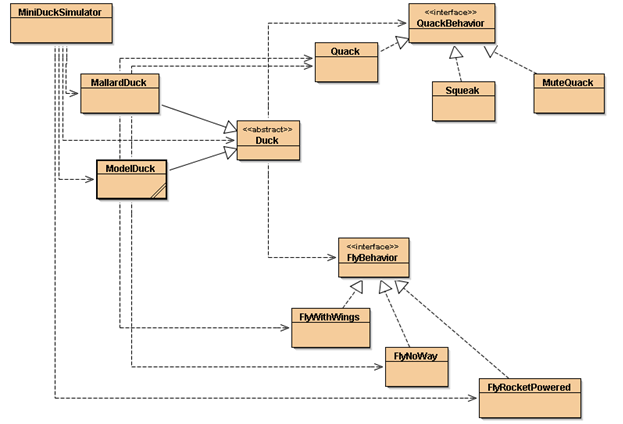 MiniDuckSimulator
<<interface>>
QuackBehavior
Quack
MallardDuck
Squeak
MuteQuack
<<abstract>>
Duck
ModelDuck
<<interface>>
FlyBehavior
FlyWithWings
FlyNoWay
FlyRocketPowered